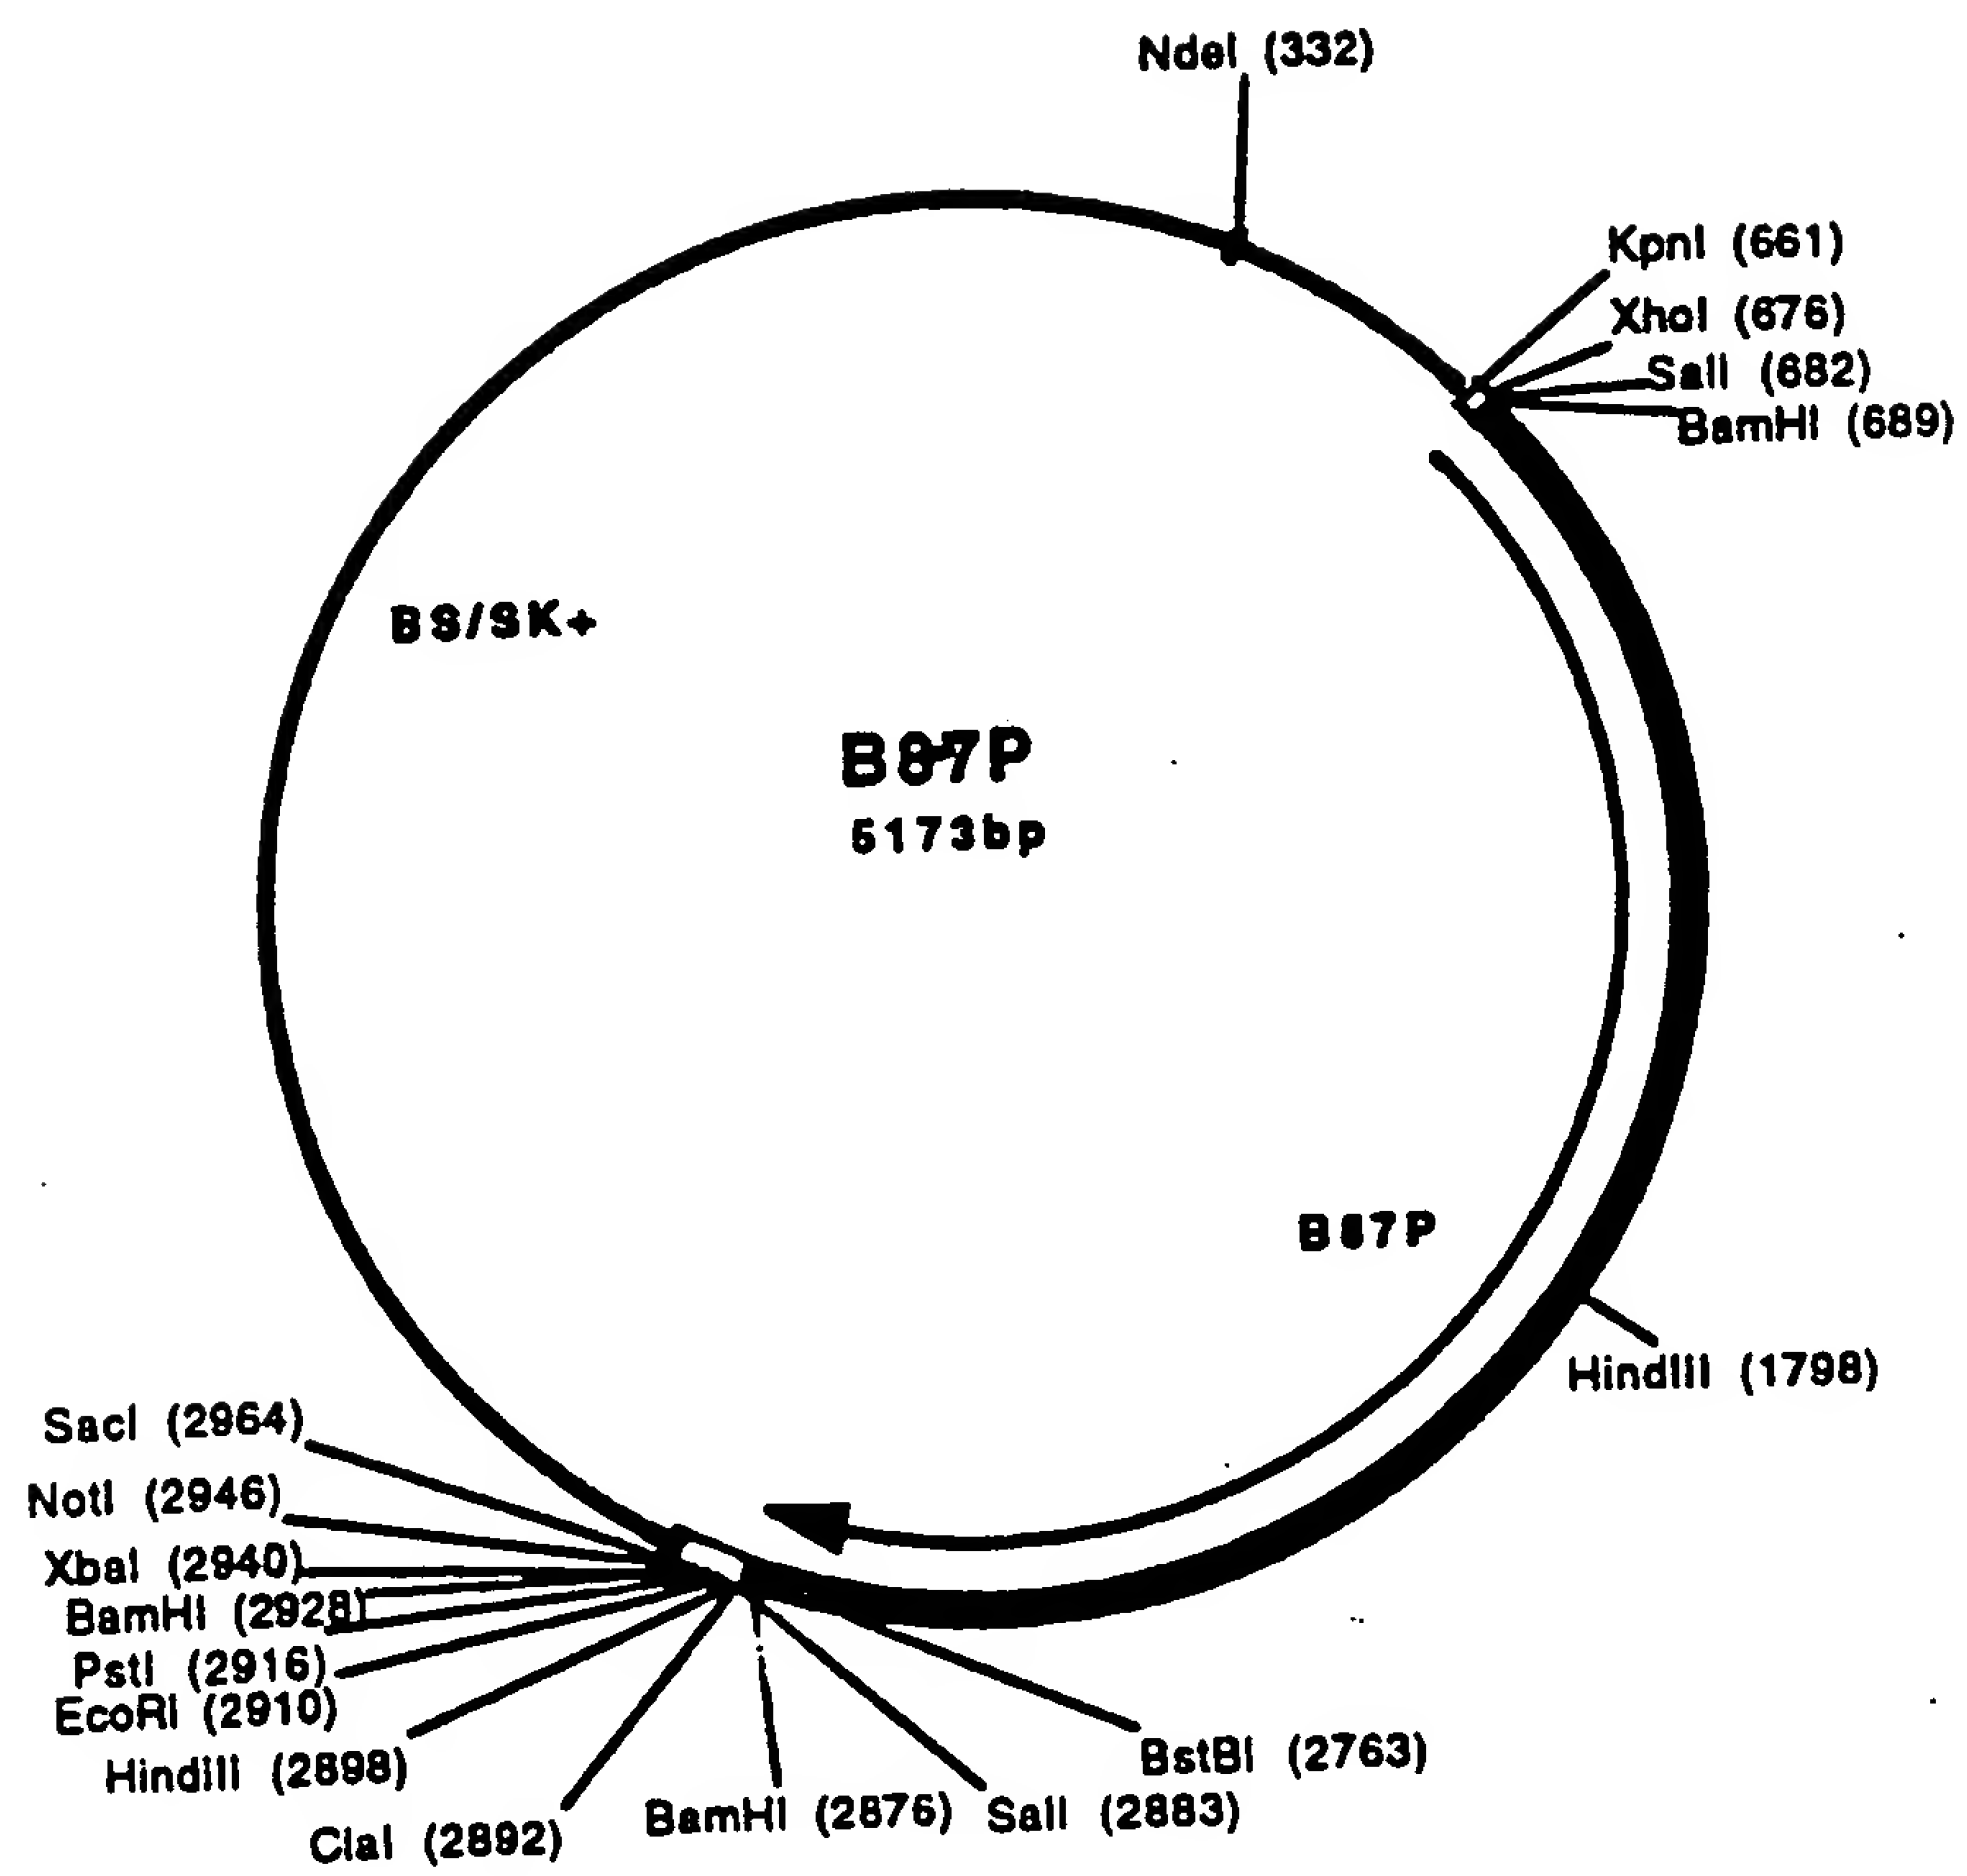 NdeI (332)
KpnI (661)
XhoI (676)
SalI (682)
BamHI (689)
BS/SK+
B87P
5173bp
B87P
HindIII (1798)
SacI (2964)
NotI (2946)
XbaI (2940)
BamHI (2928)
PstI (2916)
EcoRI (2910)
HindIII (2898)
ClaI (2892)
BamHI (2876)
SalI (2883)
BstBI (2763)